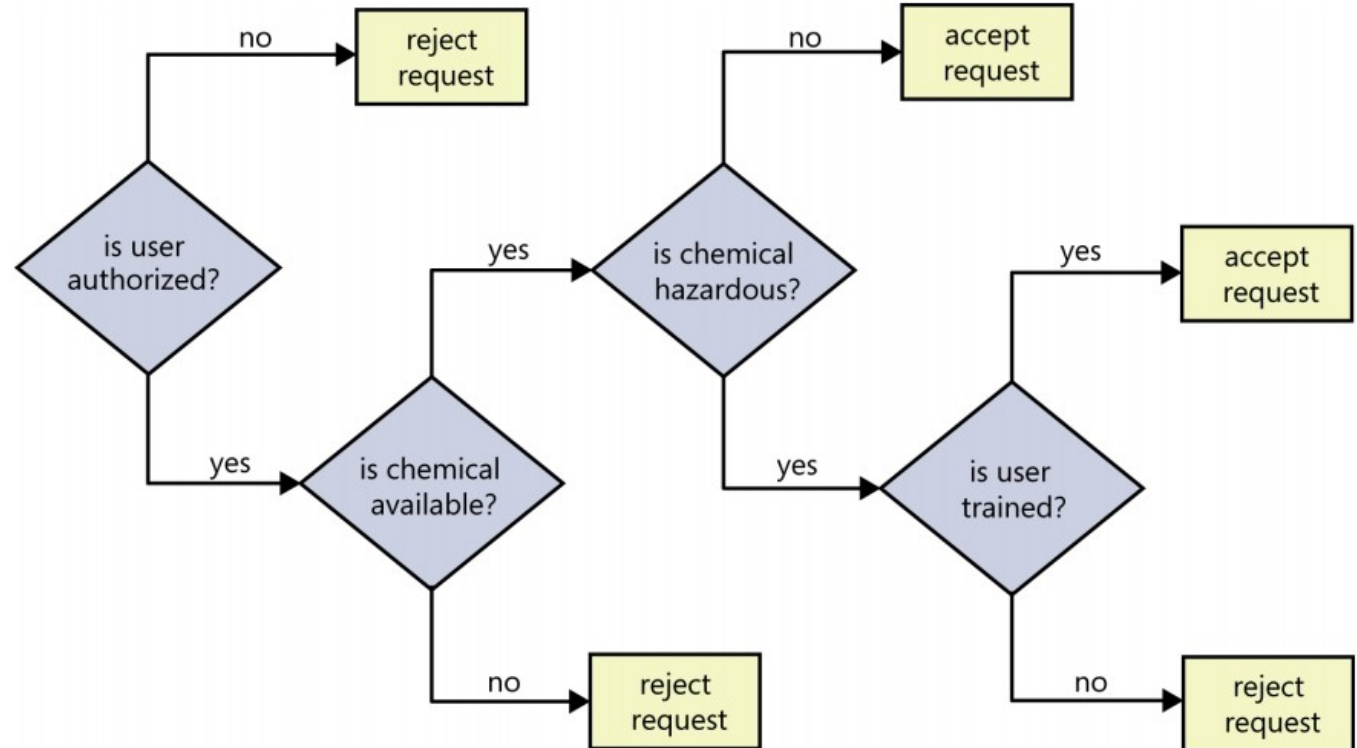 no
reject
request
no
accept
request
is user
authorized?
yes
is chemical
hazardous?
yes
accept
request
yes
is chemical
available?
yes
is user
trained?
no
reject
request
no
reject
request